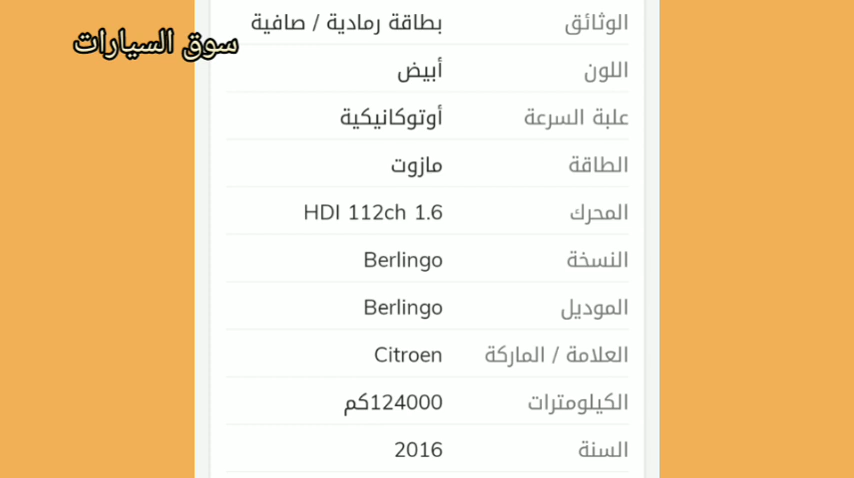 الوثائق بطاقة رمادية / صافية
سوق السيارات
اللون أبيض
علبة السرعة أوتوكانيكية
الطاقة مازوت
المحرك 1.6 HDI 112ch
النسخة Berlingo
الموديل Berlingo
العلامة / الماركة Citroen
الكيلومترات 124000كم
السنة 2016